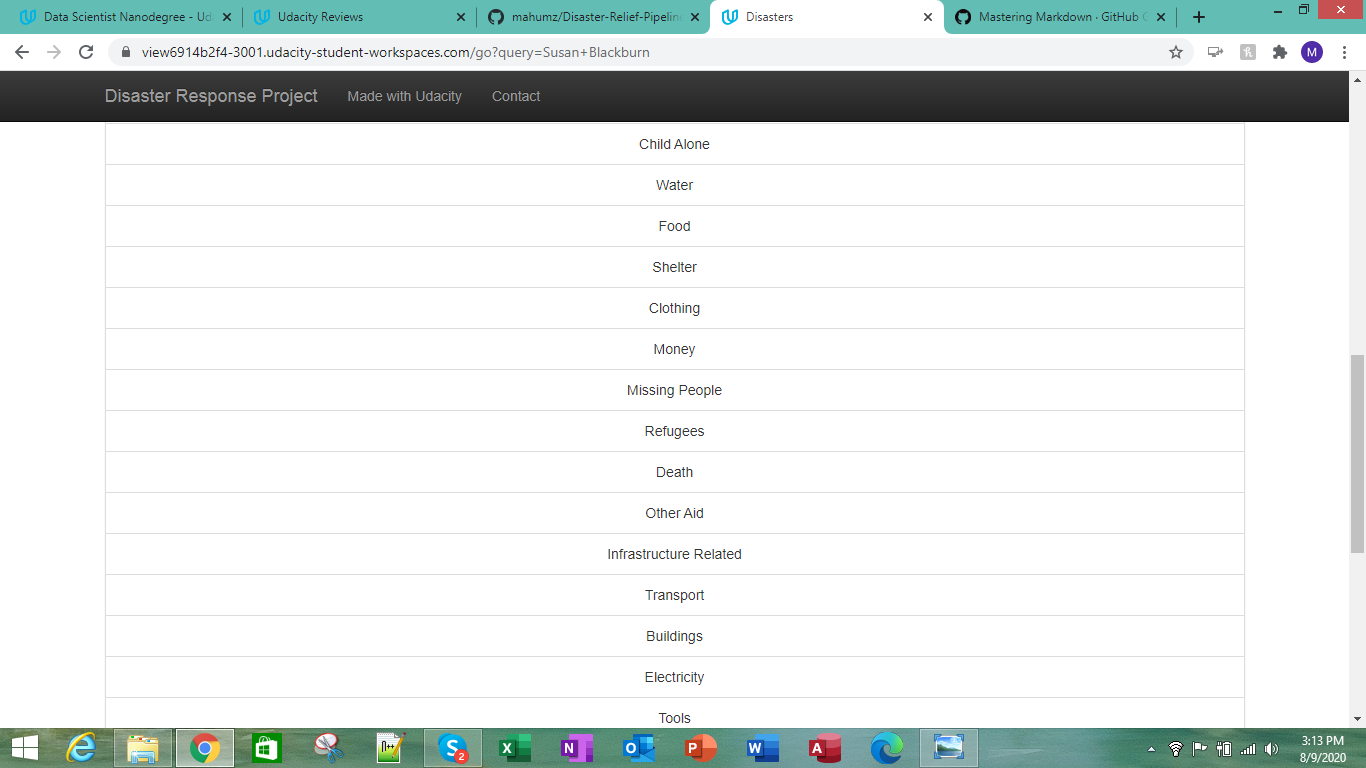 Data Scientist Nanodegree - Ud
Udacity Reviews
mahumz/Disaster-Relief-Pipelin
Disasters
Mastering Markdown · GitHub G
view6914b2f4-3001.udacity-student-workspaces.com/go?query=Susan+Blackburn
M
Disaster Response Project
Made with Udacity
Contact
Child Alone
Water
Food
Shelter
Clothing
Money
Missing People
Refugees
Death
Other Aid
Infrastructure Related
Transport
Buildings
Electricity
Tools
3:13 PM
8/9/2020